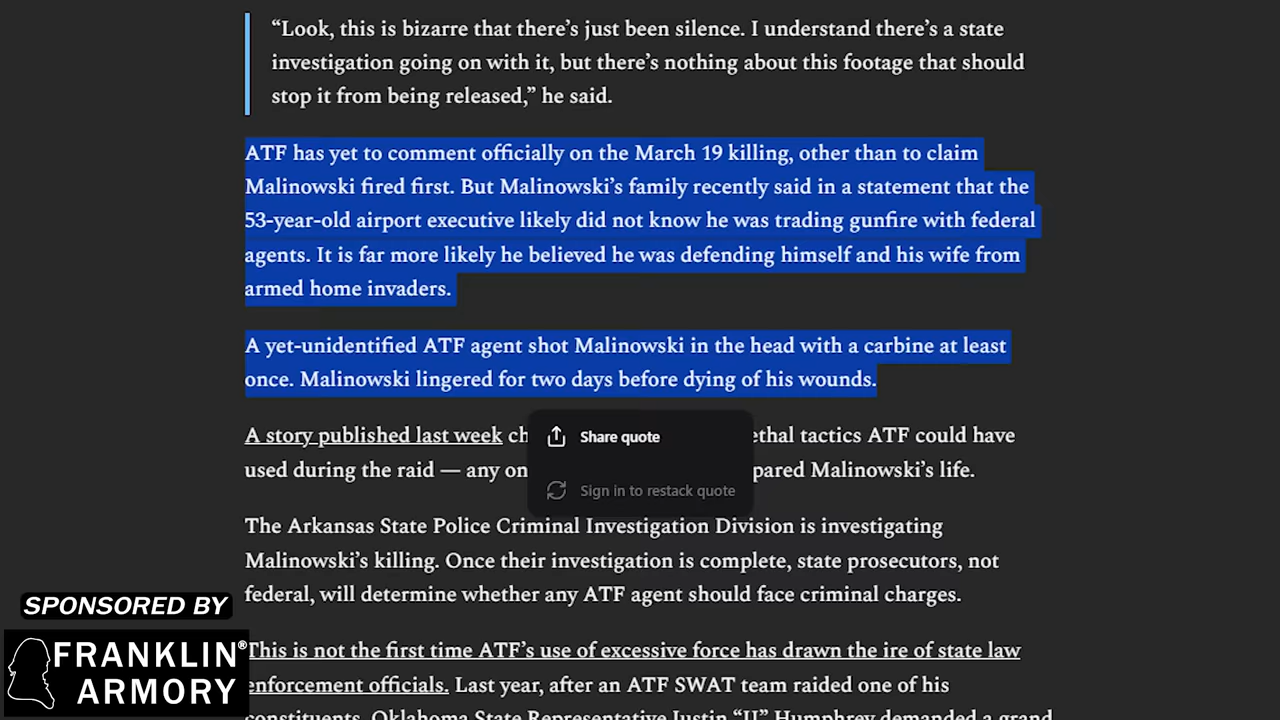 “Look, this is bizarre that there’s just been silence. I understand there’s a state
investigation going on with it, but there’s nothing about this footage that should
stop it from being released,” he said.
ATF has yet to comment officially on the March 19 killing, other than to claim
Malinowski fired first. But Malinowski’s family recently said in a statement that the
53-year-old airport executive likely did not know he was trading gunfire with federal
agents. It is far more likely he believed he was defending himself and his wife from
armed home invaders.
A yet-unidentified ATF agent shot Malinowski in the head with a carbine at least
once. Malinowski lingered for two days before dying of his wounds.
A story published last week ch ethal tactics ATF could have
Share quote
used during the raid — any on pared Malinowski’s life.
Sign in to restack quote
The Arkansas State Police Criminal Investigation Division is investigating
Malinowski’s killing. Once their investigation is complete, state prosecutors, not
federal, will determine whether any ATF agent should face criminal charges.
SPONSORED BY
FRANKLIN®
ARMORY
This is not the first time ATF’s use of excessive force has drawn the ire of state law
enforcement officials. Last year, after an ATF SWAT team raided one of his
constituents, Oklahoma State Representative Justin “JJ” Humphrey demanded a grand